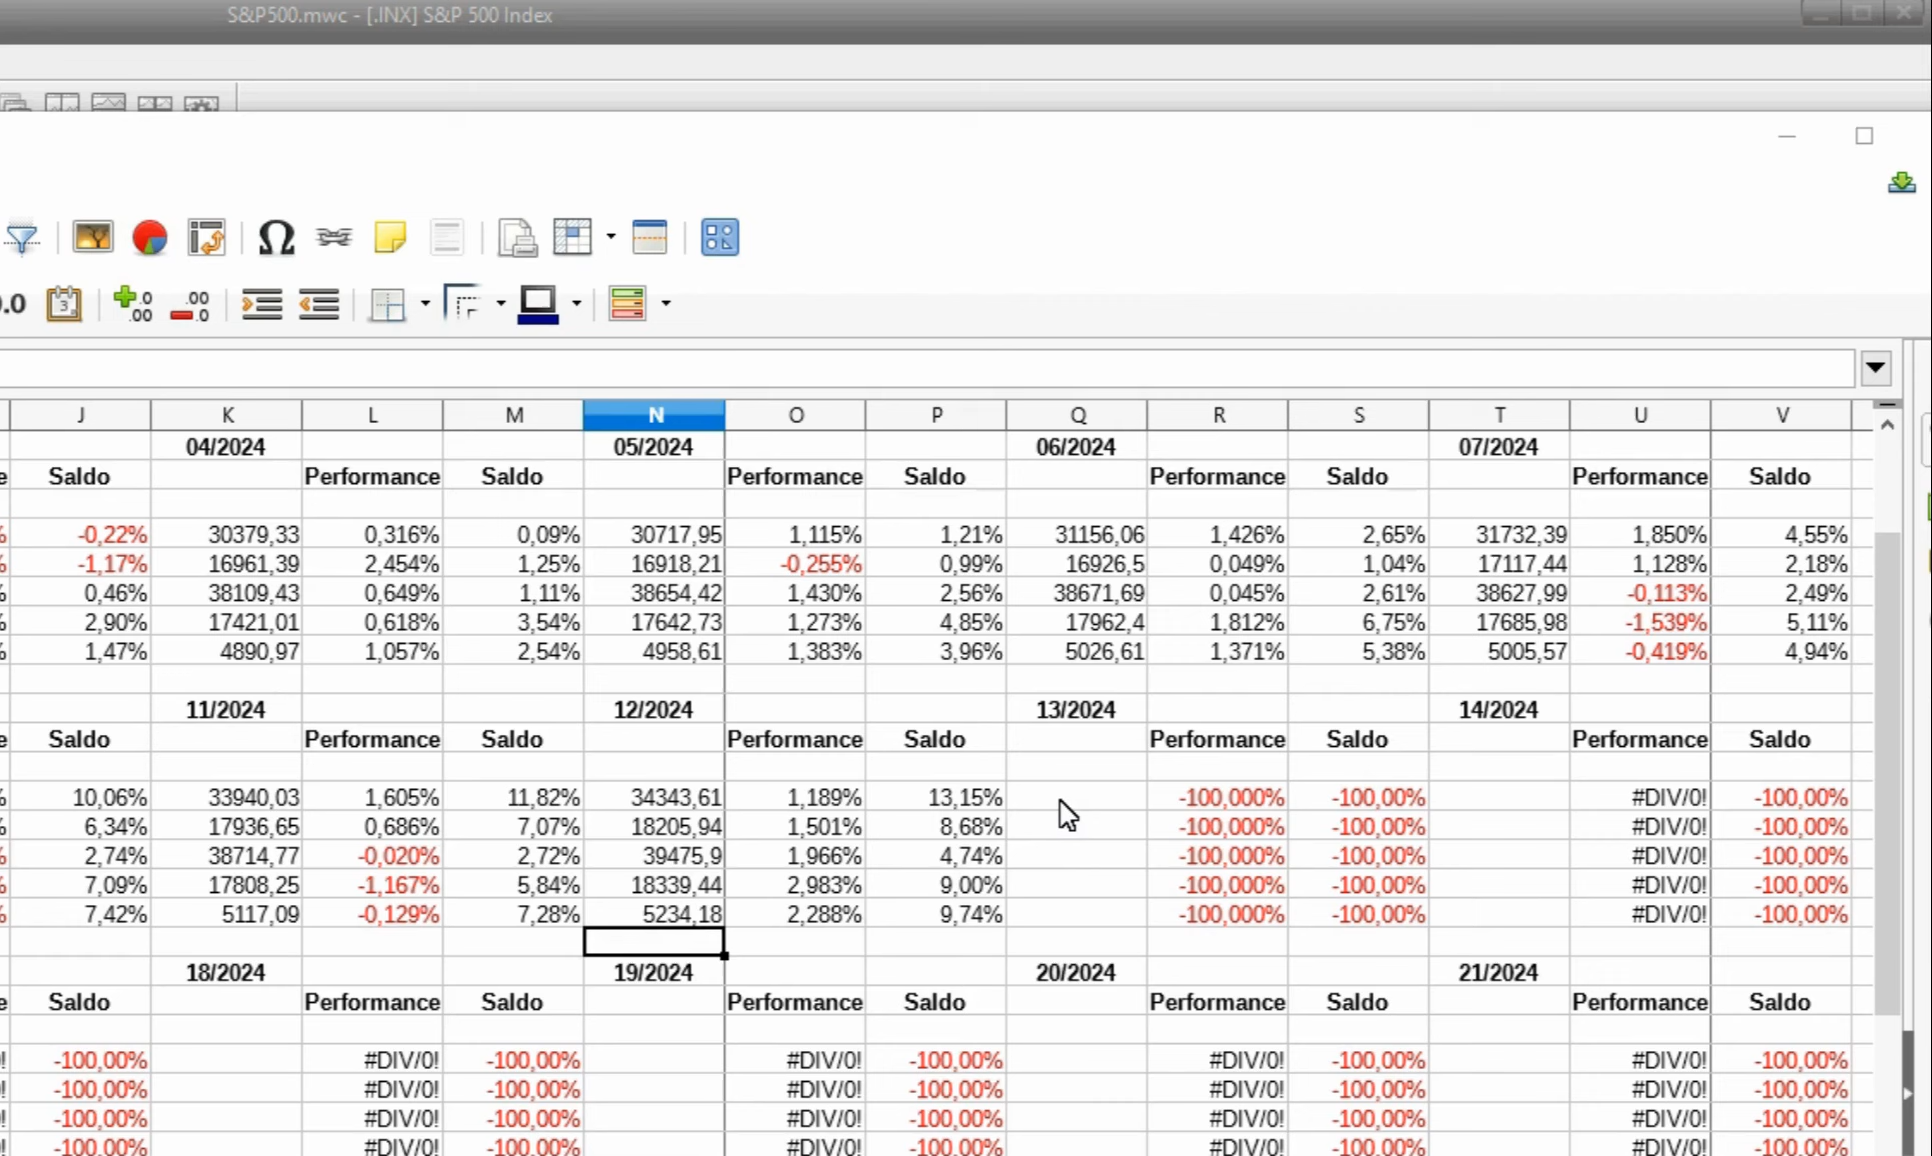 S&P500.mwc - [.INX] S&P 500 Index
J K L M N O P Q R S T U V
04/2024 05/2024 06/2024 07/2024
e Saldo Performance Saldo Performance Saldo Performance Saldo Performance Saldo
% -0,22% 30379,33 0,316% 0,09% 30717,95 1,115% 1,21% 31156,06 1,426% 2,65% 31732,39 1,850% 4,55%
% -1,17% 16961,39 2,454% 1,25% 16918,21 -0,255% 0,99% 16926,5 0,049% 1,04% 17117,44 1,128% 2,18%
% 0,46% 38109,43 0,649% 1,11% 38654,42 1,430% 2,56% 38671,69 0,045% 2,61% 38627,99 -0,113% 2,49%
% 2,90% 17421,01 0,618% 3,54% 17642,73 1,273% 4,85% 17962,4 1,812% 6,75% 17685,98 -1,539% 5,11%
% 1,47% 4890,97 1,057% 2,54% 4958,61 1,383% 3,96% 5026,61 1,371% 5,38% 5005,57 -0,419% 4,94%
11/2024 12/2024 13/2024 14/2024
e Saldo Performance Saldo Performance Saldo Performance Saldo Performance Saldo
% 10,06% 33940,03 1,605% 11,82% 34343,61 1,189% 13,15% -100,000% -100,00% #DIV/0! -100,00%
% 6,34% 17936,65 0,686% 7,07% 18205,94 1,501% 8,68% -100,000% -100,00% #DIV/0! -100,00%
% 2,74% 38714,77 -0,020% 2,72% 39475,9 1,966% 4,74% -100,000% -100,00% #DIV/0! -100,00%
% 7,09% 17808,25 -1,167% 5,84% 18339,44 2,983% 9,00% -100,000% -100,00% #DIV/0! -100,00%
% 7,42% 5117,09 -0,129% 7,28% 5234,18 2,288% 9,74% -100,000% -100,00% #DIV/0! -100,00%
18/2024 19/2024 20/2024 21/2024
e Saldo Performance Saldo Performance Saldo Performance Saldo Performance Saldo
! -100,00% #DIV/0! -100,00% #DIV/0! -100,00% #DIV/0! -100,00% #DIV/0! -100,00%
! -100,00% #DIV/0! -100,00% #DIV/0! -100,00% #DIV/0! -100,00% #DIV/0! -100,00%
! -100,00% #DIV/0! -100,00% #DIV/0! -100,00% #DIV/0! -100,00% #DIV/0! -100,00%
! -100,00% #DIV/0! -100,00% #DIV/0! -100,00% #DIV/0! -100,00% #DIV/0! -100,00%